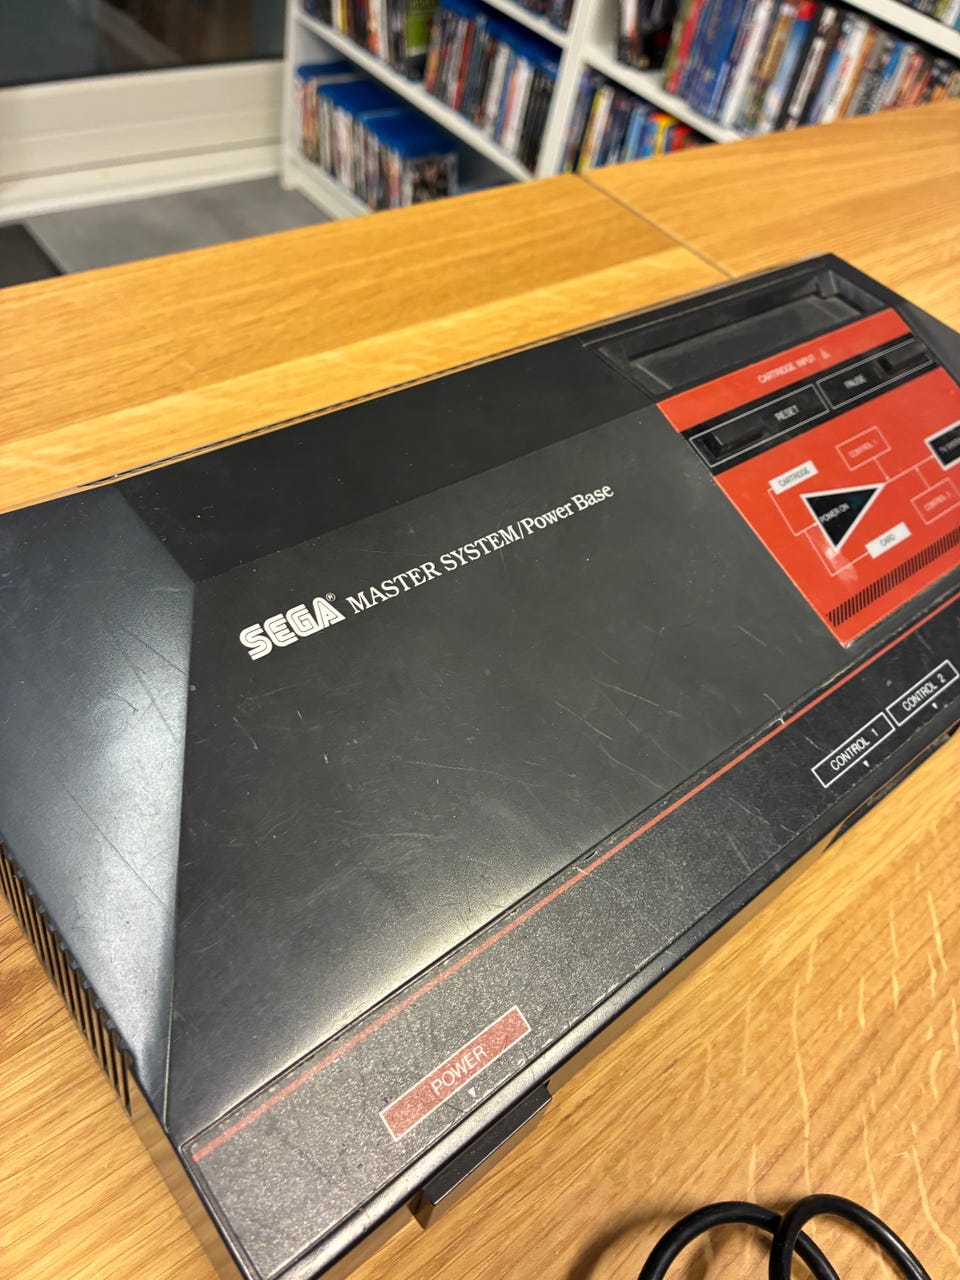 CARTRIDGE INPUT
RESET
PAUSE
CONTROL 1
CARTRIDGE
POWER ON
CONTROL 2
CARD
SEGA® MASTER SYSTEM/Power Base
CONTROL 1
CONTROL 2
POWER